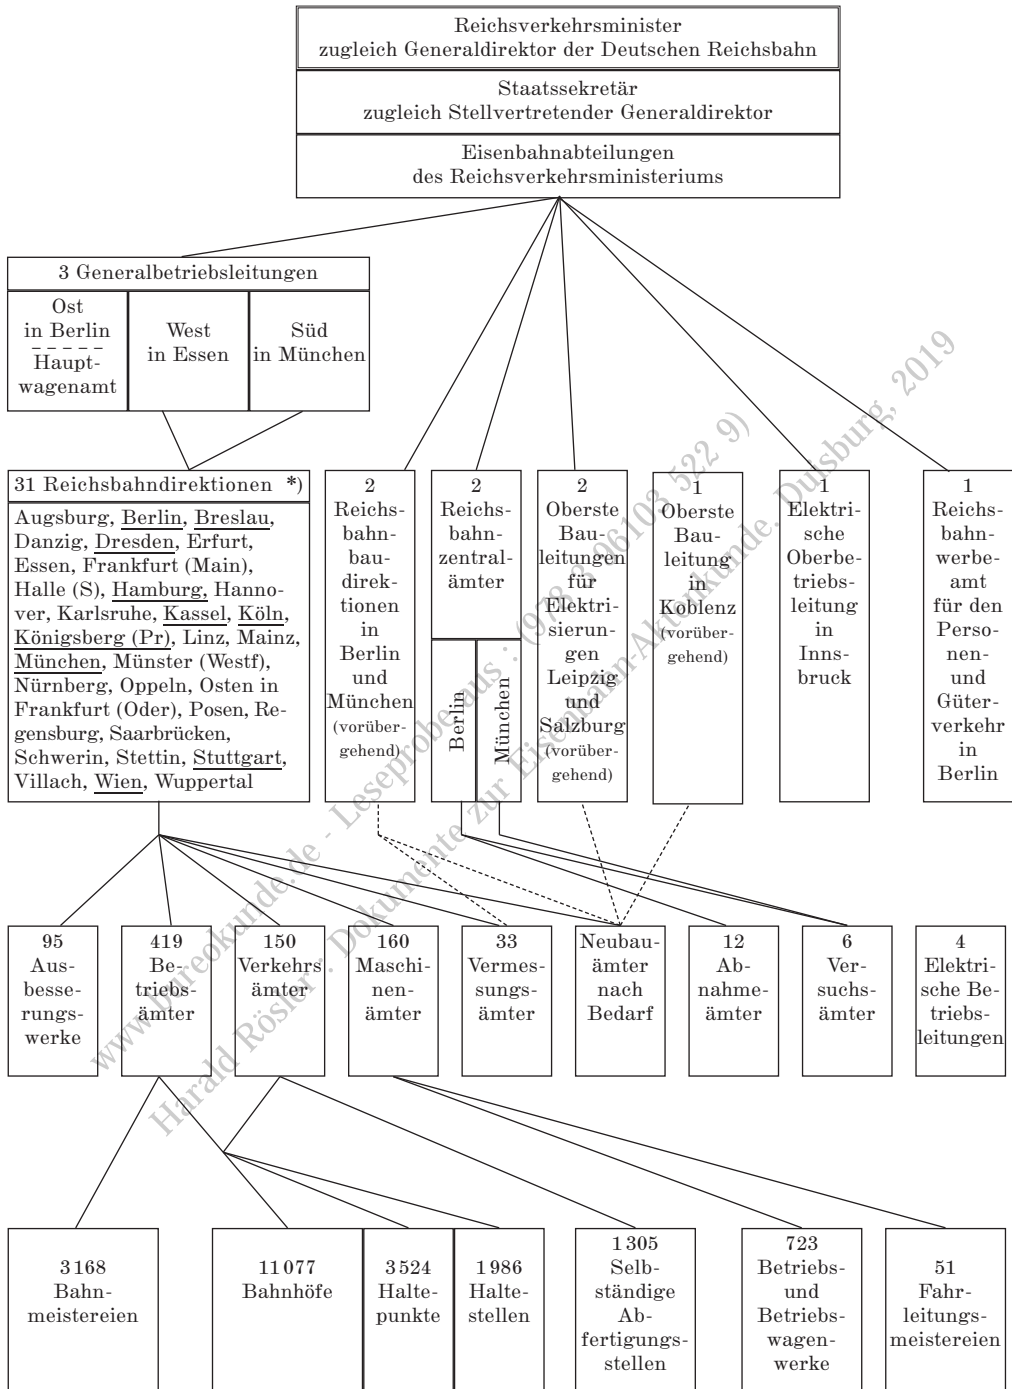 Reichsverkehrsminister
zugleich Generaldirektor der Deutschen Reichsbahn
Staatssekretär
zugleich Stellvertretender Generaldirektor
Eisenbahnabteilungen
des Reichsverkehrsministeriums
3 Generalbetriebsleitungen
Ost
in Berlin
Haupt-
wagenamt
West
in Essen
Süd
in München
31 Reichsbahndirektionen *)
Augsburg, Berlin, Breslau,
Danzig, Dresden, Erfurt,
Essen, Frankfurt (Main),
Halle (S), Hamburg, Hanno-
ver, Karlsruhe, Kassel, Köln,
Königsberg (Pr), Linz, Mainz,
München, Münster (Westf),
Nürnberg, Oppeln, Osten in
Frankfurt (Oder), Posen, Re-
gensburg, Saarbrücken,
Schwerin, Stettin, Stuttgart,
Villach, Wien, Wuppertal
2
Reichs-
bahn-
bau-
direk-
tionen
in
Berlin
und
München
(vorüber-
gehend)
2
Reichs-
bahn-
zentral-
ämter
Berlin
München
2
Oberste
Bau-
leitungen
für
Elektri-
sierun-
gen
Leipzig
und
Salzburg
(vorüber-
gehend)
1
Oberste
Bau-
leitung
in
Koblenz
(vorüber-
gehend)
1
Elektri-
sche
Oberbe-
triebs-
leitung
in
Inns-
bruck
1
Reichs-
bahn-
werbe-
amt
für den
Perso-
nen-
und
Güter-
verkehr
in
Berlin
95
Aus-
besse-
rungs-
werke
419
Be-
triebs-
ämter
150
Verkehrs
ämter
160
Maschi-
nen-
ämter
33
Vermes-
sungs-
ämter
Neubau-
ämter
nach
Bedarf
12
Ab-
nahme-
ämter
6
Ver-
suchs-
ämter
4
Elektri-
sche Be-
triebs-
leitungen
3168
Bahn-
meistereien
11077
Bahnhöfe
3524
Halte-
punkte
1986
Halte-
stellen
1305
Selb-
ständige
Ab-
fertigungs-
stellen
723
Betriebs-
und
Betriebs-
wagen-
werke
51
Fahr-
leitungs-
meistereien
www.bureokunde.de - Leseprobe aus : (978 3 06103 522 9)
Harald Rösler : Dokumente zur Eisenbahn-Aktenkunde. Duisburg, 2019